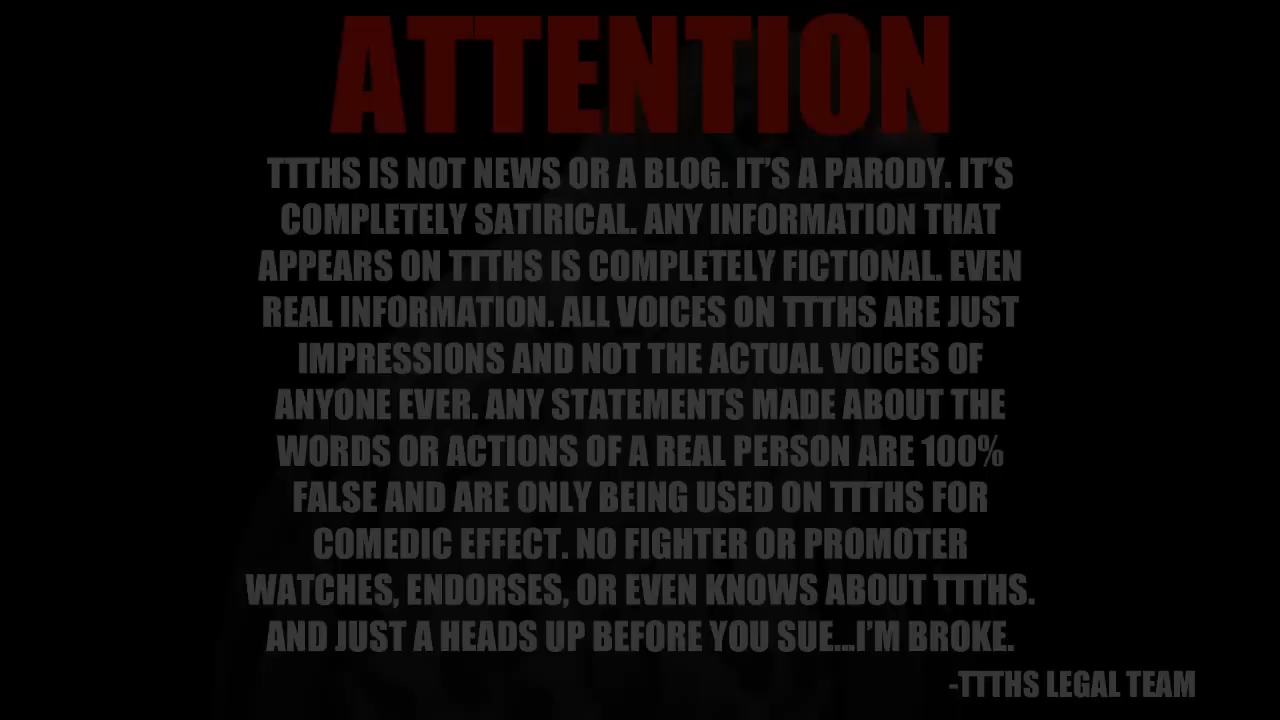 ATTENTION
TTTHS IS NOT NEWS OR A BLOG. IT'S A PARODY. IT'S
COMPLETELY SATIRICAL. ANY INFORMATION THAT
APPEARS ON TTTHS IS COMPLETELY FICTIONAL. EVEN
REAL INFORMATION. ALL VOICES ON TTTHS ARE JUST
IMPRESSIONS AND NOT THE ACTUAL VOICES OF
ANYONE EVER. ANY STATEMENTS MADE ABOUT THE
WORDS OR ACTIONS OF A REAL PERSON ARE 100%
FALSE AND ARE ONLY BEING USED ON TTTHS FOR
COMEDIC EFFECT. NO FIGHTER OR PROMOTER
WATCHES, ENDORSES, OR EVEN KNOWS ABOUT TTTHS.
AND JUST A HEADS UP BEFORE YOU SUE...I'M BROKE.
-TTTHS LEGAL TEAM